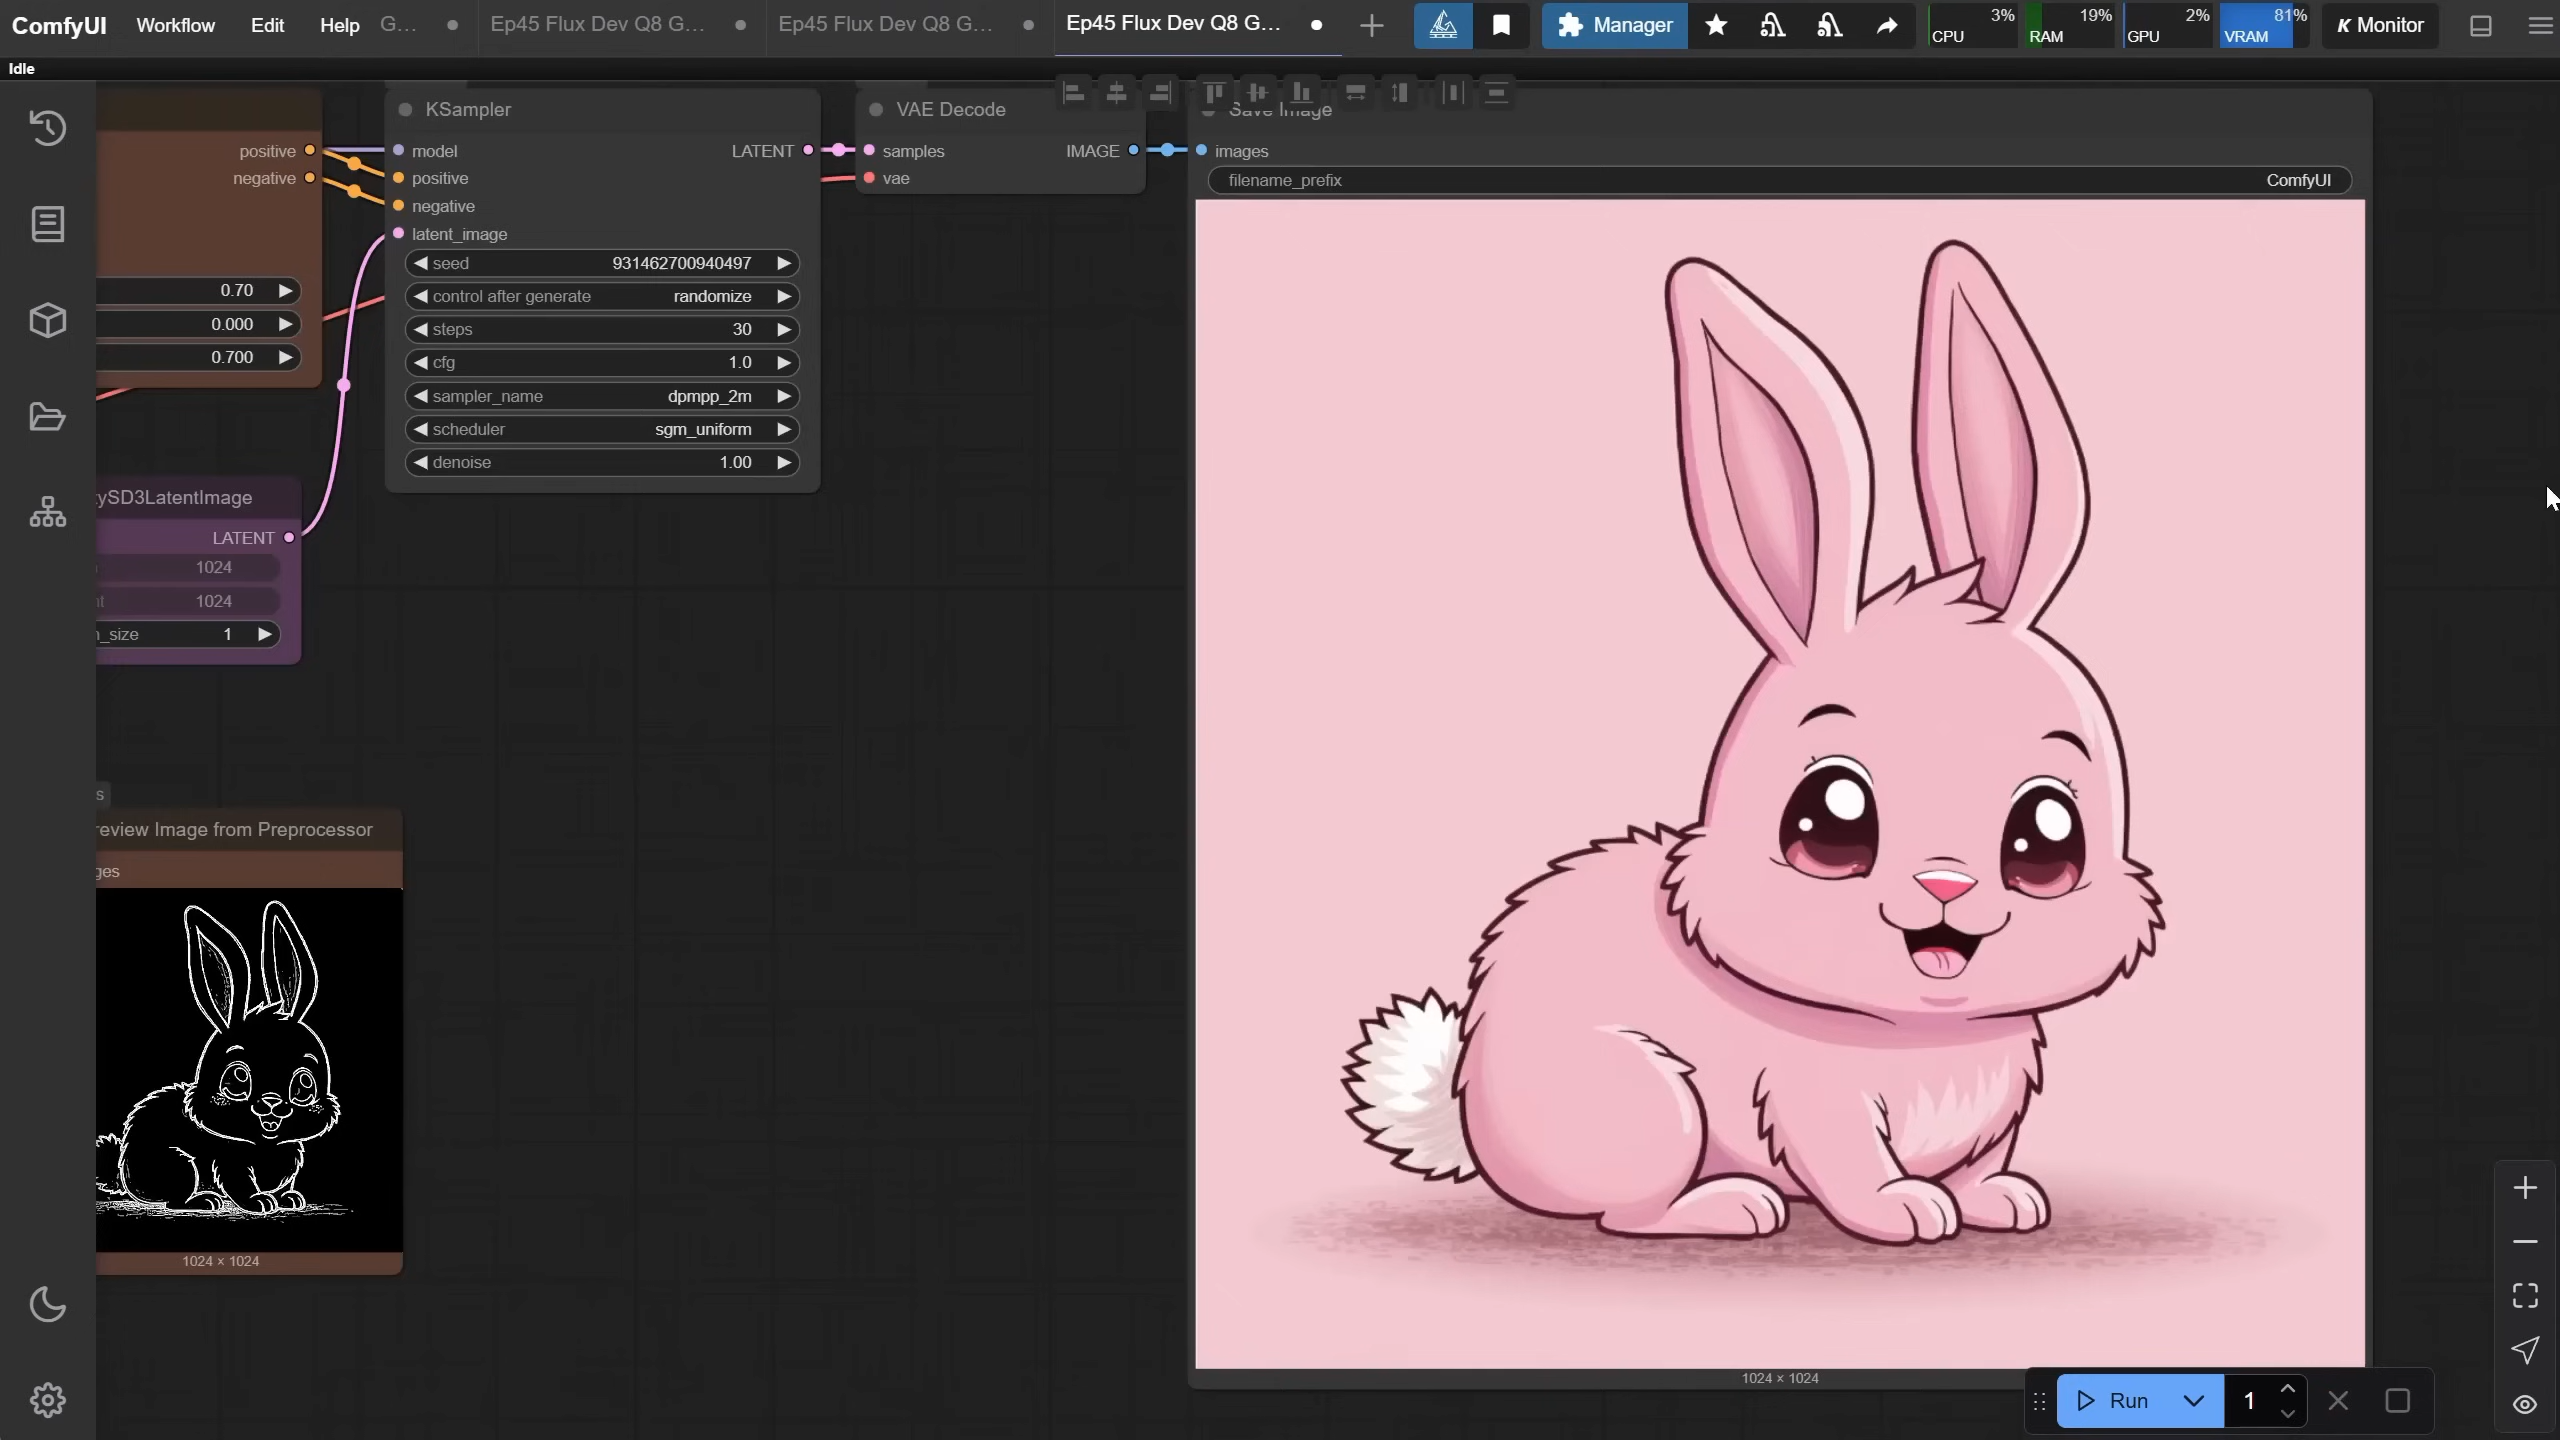 ComfyUI Workflow Edit Help G... Ep45 Flux Dev Q8 G... Ep45 Flux Dev Q8 G... Ep45 Flux Dev Q8 G... Manager
CPU 3% RAM 19% GPU 2% VRAM 81% K Monitor
Idle
positive
negative
0.70
0.000
0.700
KSampler
model LATENT
positive
negative
latent_image
seed 931462700940497
control after generate randomize
steps 30
cfg 1.0
sampler_name dpmpp_2m
scheduler sgm_uniform
denoise 1.00
VAE Decode
samples IMAGE
vae
Save Image
images
filename_prefix ComfyUI
1024 × 1024
ySD3LatentImage
LATENT
1024
1024
_size 1
s
review Image from Preprocessor
ges
1024 × 1024
Run 1